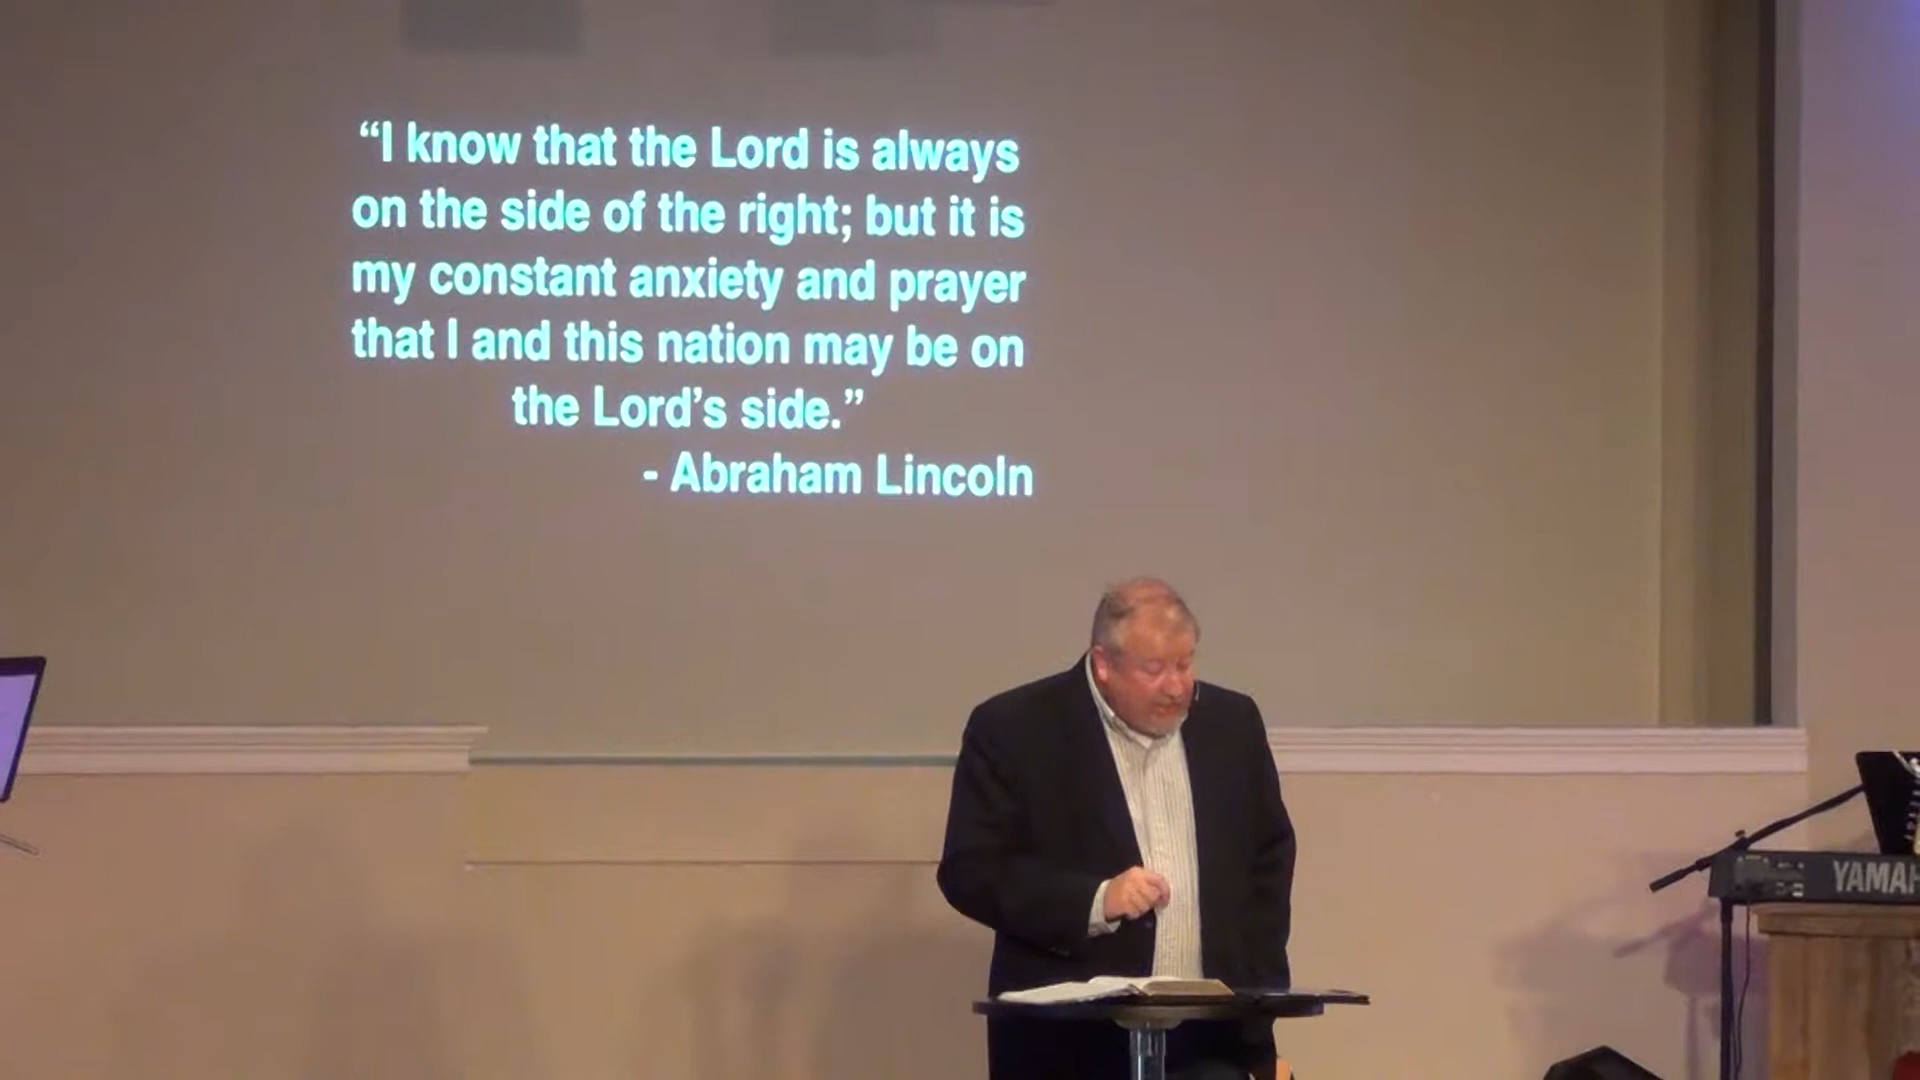 “I know that the Lord is always
on the side of the right; but it is
my constant anxiety and prayer
that I and this nation may be on
the Lord’s side.”
- Abraham Lincoln
YAMAH